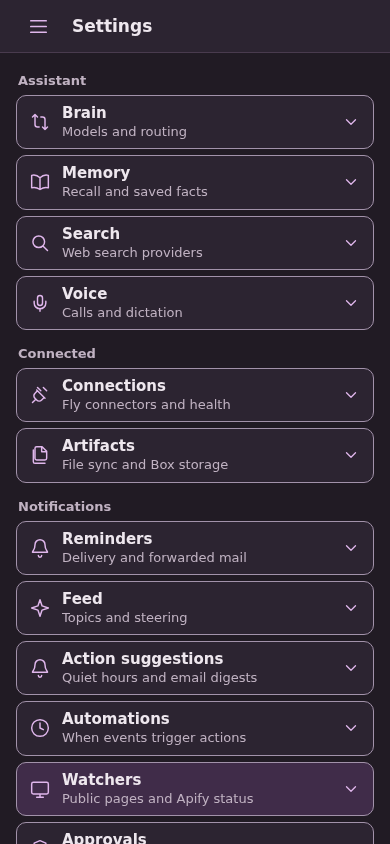 Settings
Assistant
Brain
Models and routing
Memory
Recall and saved facts
Search
Web search providers
Voice
Calls and dictation
Connected
Connections
Fly connectors and health
Artifacts
File sync and Box storage
Notifications
Reminders
Delivery and forwarded mail
Feed
Topics and steering
Action suggestions
Quiet hours and email digests
Automations
When events trigger actions
Watchers
Public pages and Apify status
Approvals